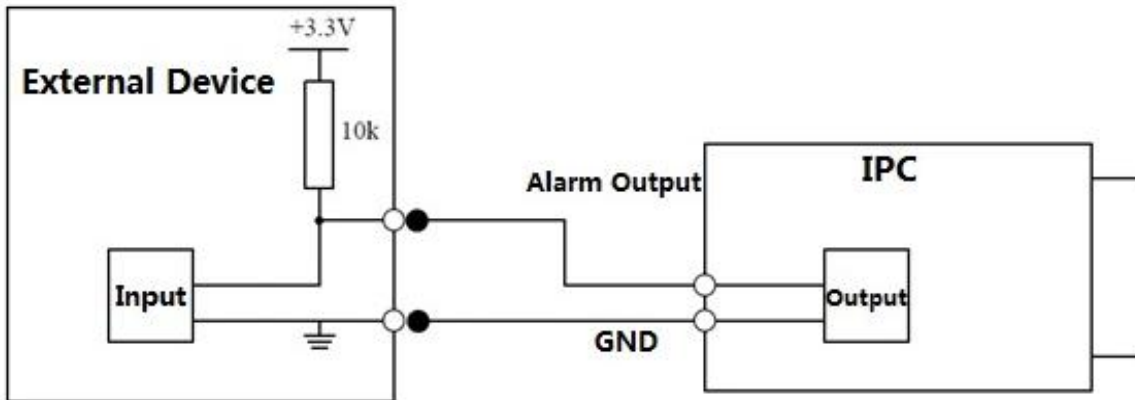 +3.3V
External Device
10k
Alarm Output
IPC
Input
Output
GND